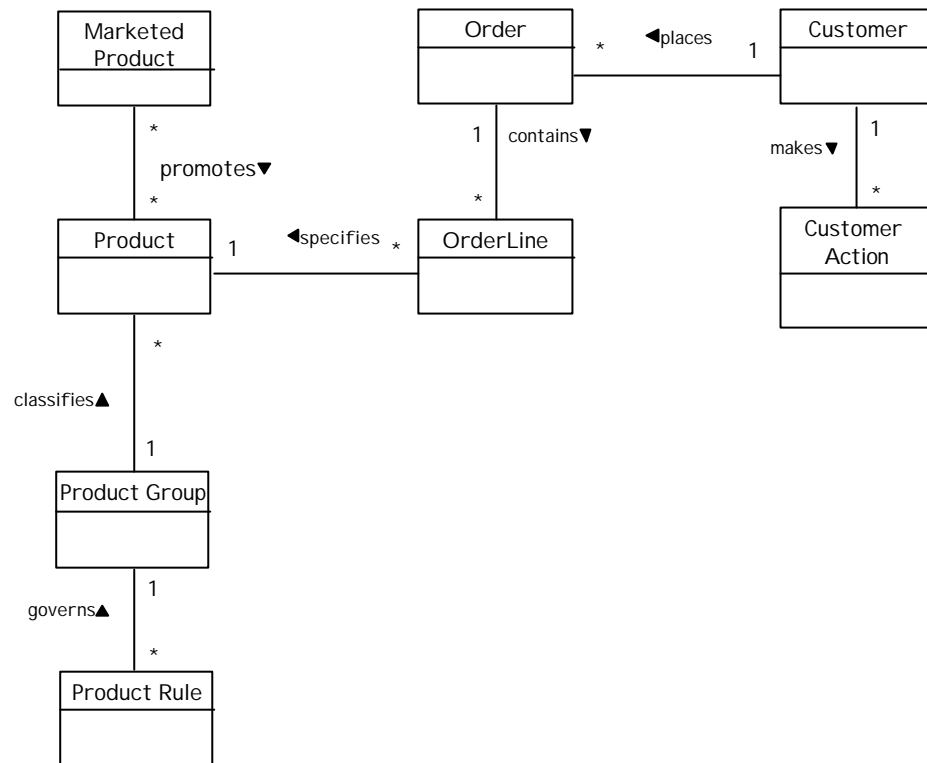 Marketed
Product
Order
Customer
* ◀places 1
*
promotes▼
*
1 contains▼
*
1
makes▼
*
Product
1 ◀specifies *
OrderLine
Customer
Action
*
classifies▲
1
Product Group
1
governs▲
*
Product Rule